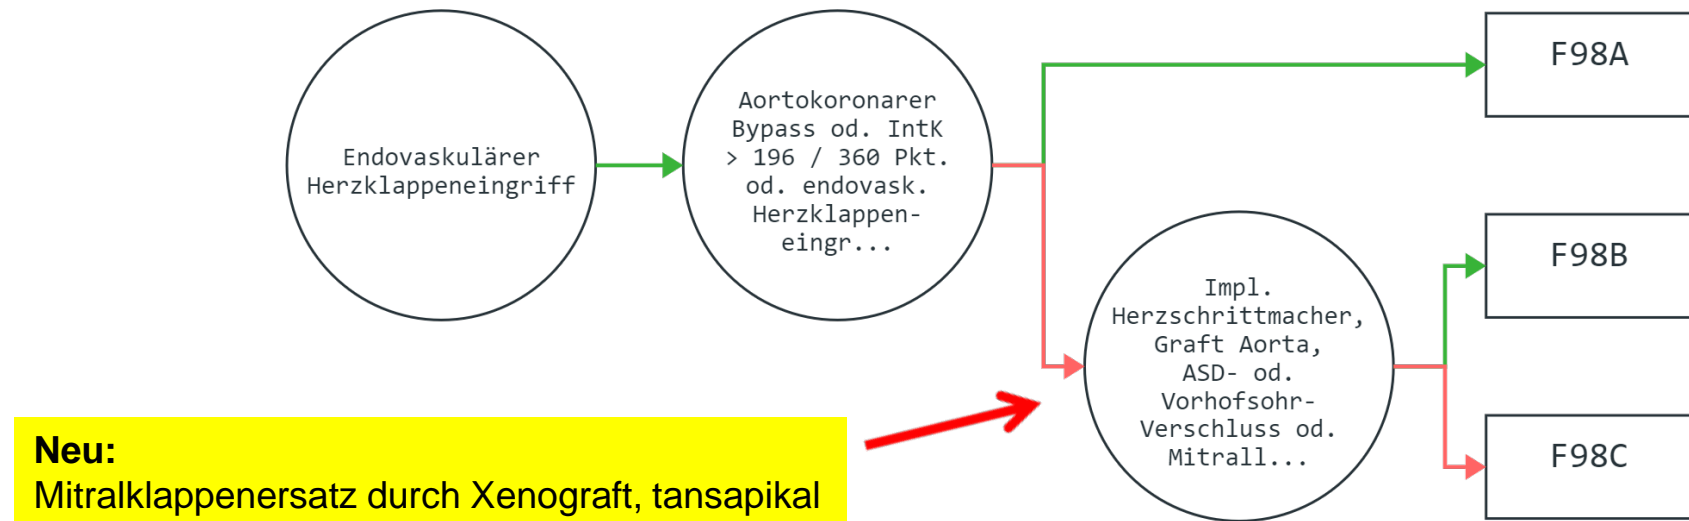 Endovaskulärer
Herzklappeneingriff
Aortokoronarer
Bypass od. IntK
> 196 / 360 Pkt.
od. endovask.
Herzklappen-
eingr...
F98A
Impl.
Herzschrittmacher,
Graft Aorta,
ASD- od.
Vorhofsohr-
Verschluss od.
Mitrall...
F98B
F98C
Neu:
Mitralklappenersatz durch Xenograft, tansapikal